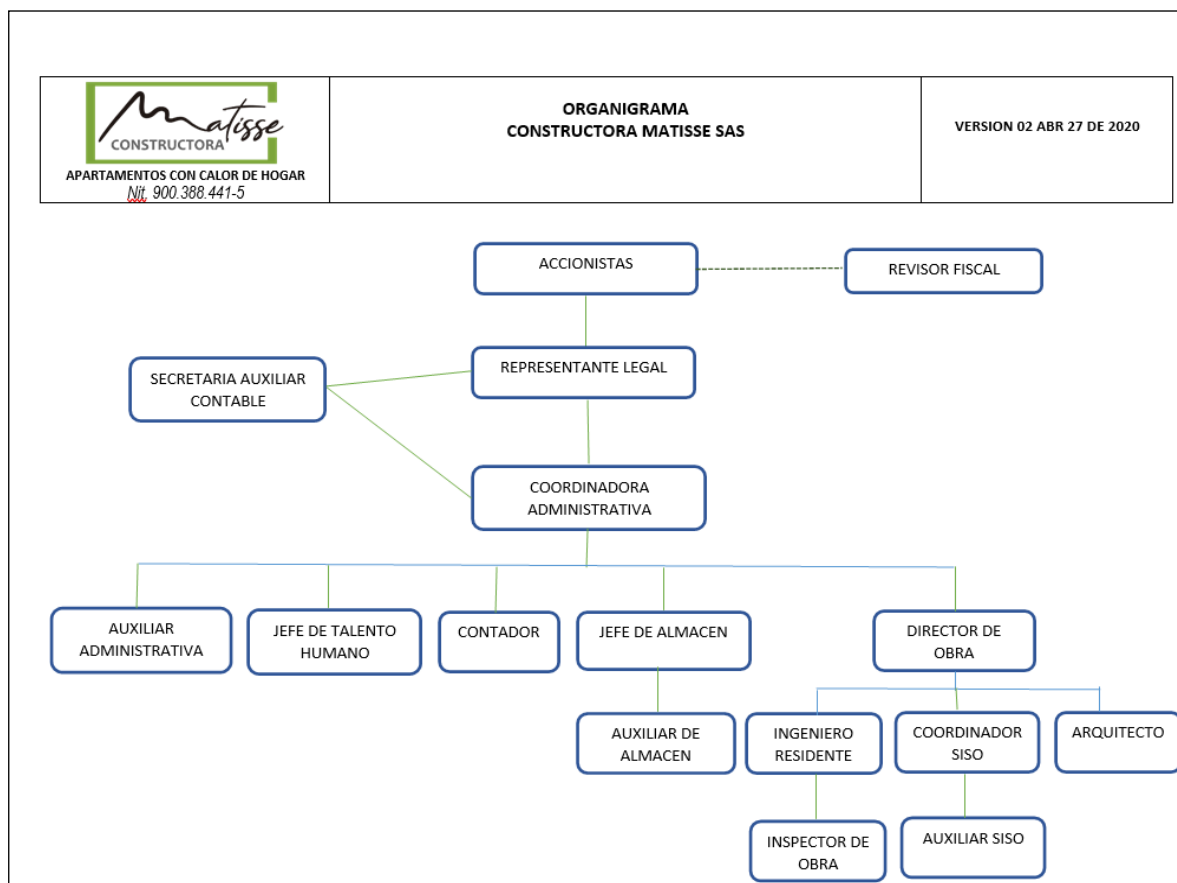 Matisse
CONSTRUCTORA
APARTAMENTOS CON CALOR DE HOGAR
Nit. 900.388.441-5
ORGANIGRAMA
CONSTRUCTORA MATISSE SAS
VERSION 02 ABR 27 DE 2020
ACCIONISTAS
REVISOR FISCAL
REPRESENTANTE LEGAL
SECRETARIA AUXILIAR
CONTABLE
COORDINADORA
ADMINISTRATIVA
AUXILIAR
ADMINISTRATIVA
JEFE DE TALENTO
HUMANO
CONTADOR
JEFE DE ALMACEN
DIRECTOR DE
OBRA
AUXILIAR DE
ALMACEN
INGENIERO
RESIDENTE
COORDINADOR
SISO
ARQUITECTO
INSPECTOR DE
OBRA
AUXILIAR SISO